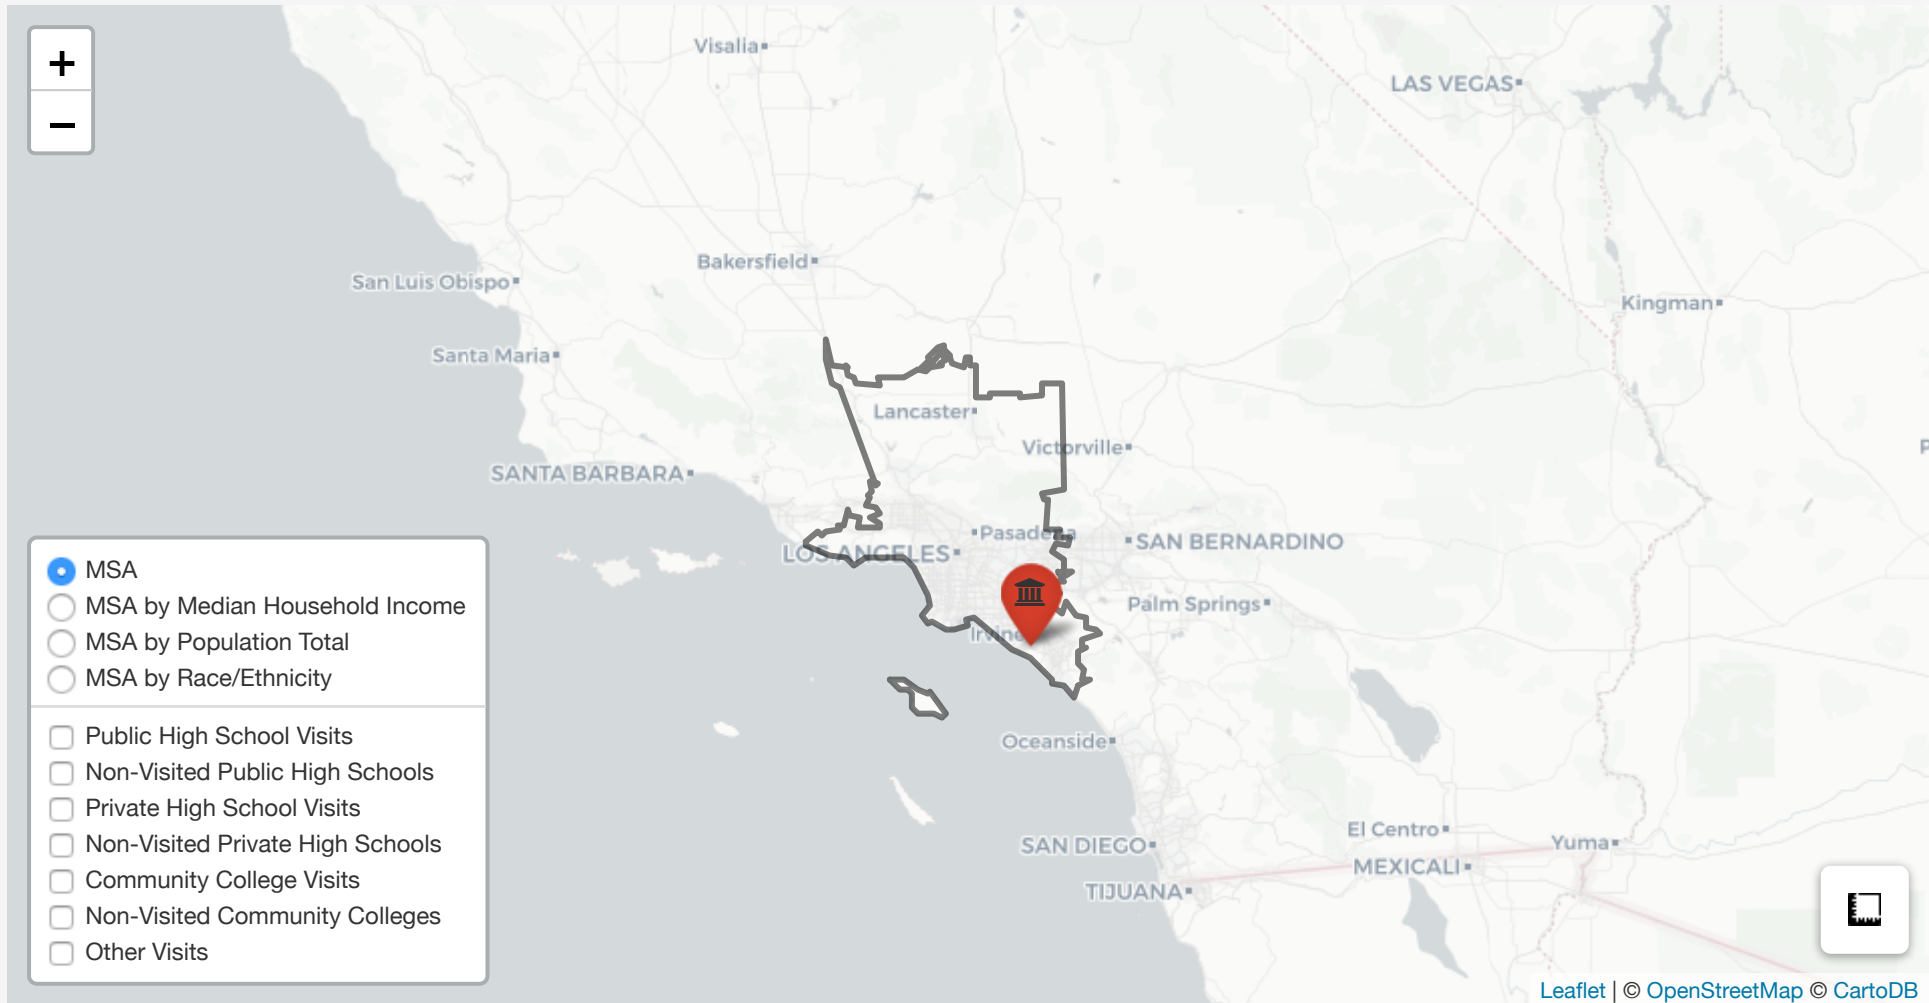 +
−
Visalia
LAS VEGAS
Bakersfield
San Luis Obispo
Kingman
Santa Maria
Lancaster
Victorville
SANTA BARBARA
Pasadena
LOS ANGELES
SAN BERNARDINO
Palm Springs
Irvine
Oceanside
El Centro
SAN DIEGO
Yuma
MEXICALI
TIJUANA
P
MSA
MSA by Median Household Income
MSA by Population Total
MSA by Race/Ethnicity
Public High School Visits
Non-Visited Public High Schools
Private High School Visits
Non-Visited Private High Schools
Community College Visits
Non-Visited Community Colleges
Other Visits
Leaflet | © OpenStreetMap © CartoDB